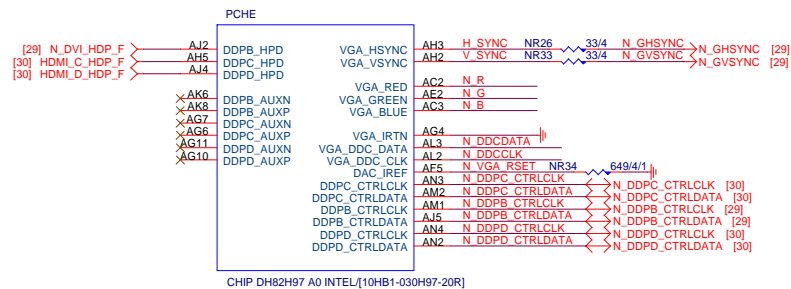 PCHE
[29] N_DVI_HDP_F AJ2 DDPB_HPD VGA_HSYNC AH3 H_SYNC NR26 33/4 N_GHSYNC N_GHSYNC [29]
[30] HDMI_C_HDP_F AH5 DDPC_HPD VGA_VSYNC AH2 V_SYNC NR33 33/4 N_GVSYNC N_GVSYNC [29]
[30] HDMI_D_HDP_F AJ4 DDPD_HPD
VGA_RED AC2 N_R
AK6 DDPB_AUXN VGA_GREEN AE2 N_G
AK8 DDPB_AUXP VGA_BLUE AC3 N_B
AG7 DDPC_AUXN
AG6 DDPC_AUXP VGA_IRTN AG4
AG11 DDPD_AUXN VGA_DDC_DATA AL3 N_DDCDATA
AG10 DDPD_AUXP VGA_DDC_CLK AL2 N_DDCCLK
DAC_IREF AF5 N_VGA_RSET NR34 649/4/1
DDPC_CTRLCLK AN3 N_DDPC_CTRLCLK N_DDPC_CTRLCLK [30]
DDPC_CTRLDATA AM2 N_DDPC_CTRLDATA N_DDPC_CTRLDATA [30]
DDPB_CTRLCLK AM1 N_DDPB_CTRLCLK N_DDPB_CTRLCLK [29]
DDPB_CTRLDATA AJ5 N_DDPB_CTRLDATA N_DDPB_CTRLDATA [29]
DDPD_CTRLCLK AN4 N_DDPD_CTRLCLK N_DDPD_CTRLCLK [30]
DDPD_CTRLDATA AN2 N_DDPD_CTRLDATA N_DDPD_CTRLDATA [30]
CHIP DH82H97 A0 INTEL/[10HB1-030H97-20R]